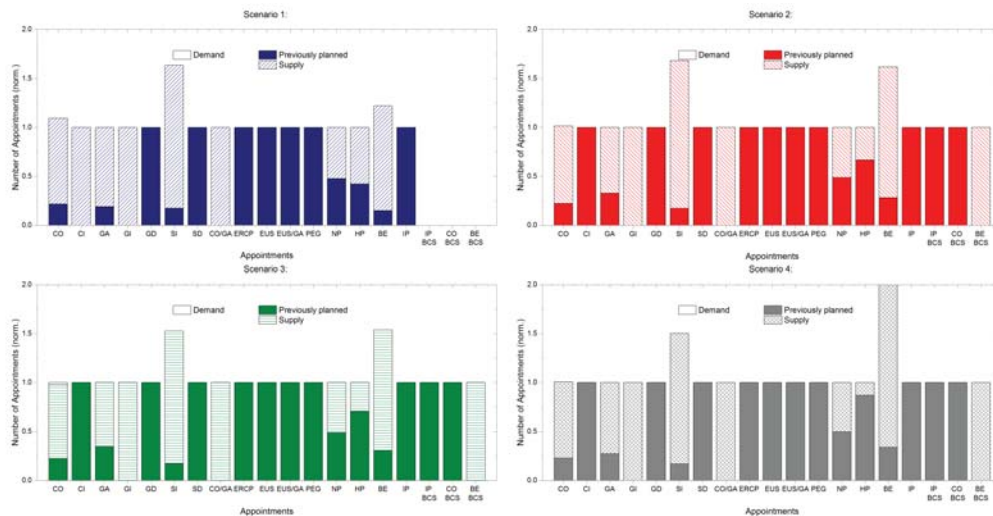 Scenario 1:
Number of Appointments (norm.)
2.0
1.5
1.0
0.5
0.0
Demand
Previously planned
Supply
CO CI GA GI GD SI SD CO/GA ERCP EUS EUS/GA PEG NP HP BE IP IP BCS CO BCS BE BCS
Appointments
Scenario 2:
Number of Appointments (norm.)
2.0
1.5
1.0
0.5
0.0
Demand
Previously planned
Supply
CO CI GA GI GD SI SD CO/GA ERCP EUS EUS/GA PEG NP HP BE IP IP BCS CO BCS BE BCS
Appointments
Scenario 3:
Number of Appointments (norm.)
2.0
1.5
1.0
0.5
0.0
Demand
Previously planned
Supply
CO CI GA GI GD SI SD CO/GA ERCP EUS EUS/GA PEG NP HP BE IP IP BCS CO BCS BE BCS
Appointments
Scenario 4:
Number of Appointments (norm.)
2.0
1.5
1.0
0.5
0.0
Demand
Previously planned
Supply
CO CI GA GI GD SI SD CO/GA ERCP EUS EUS/GA PEG NP HP BE IP IP BCS CO BCS BE BCS
Appointments